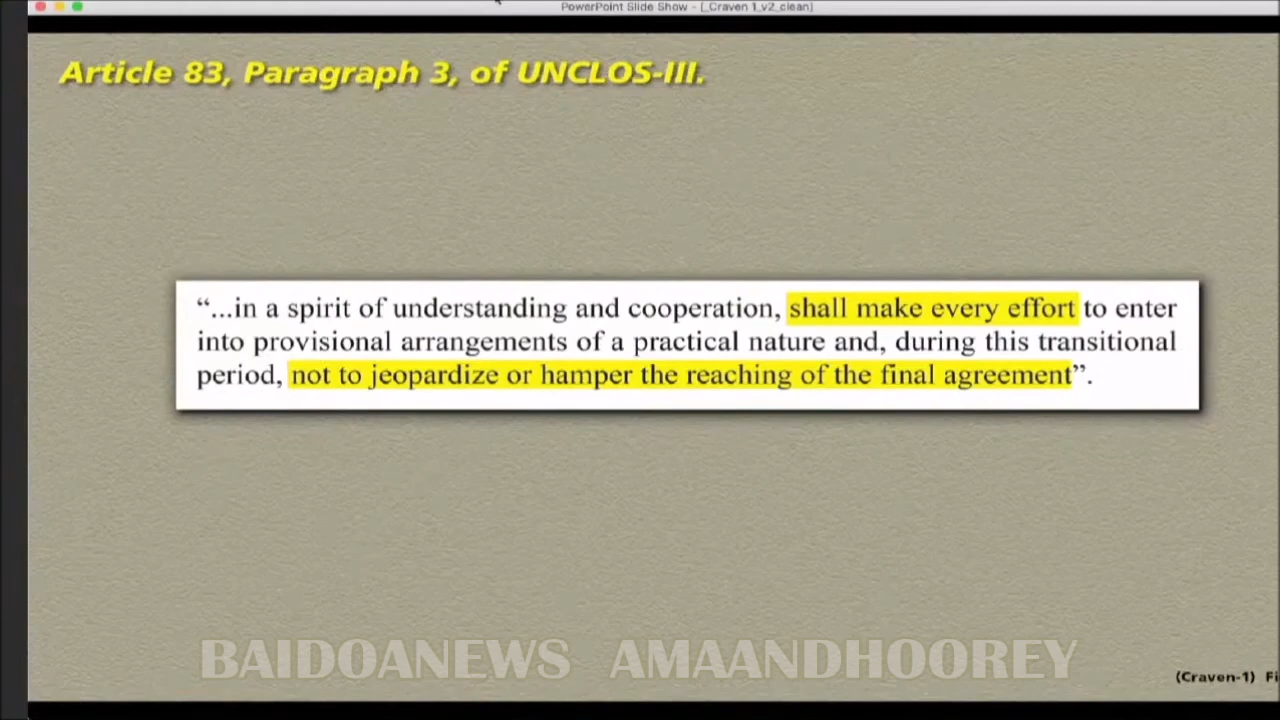 PowerPoint Slide Show - [_Craven 1_v2_clean]
Article 83, Paragraph 3, of UNCLOS-III.
“...in a spirit of understanding and cooperation, shall make every effort to enter
into provisional arrangements of a practical nature and, during this transitional
period, not to jeopardize or hamper the reaching of the final agreement”.
BAIDOANEWS AMAANDHOOREY
(Craven-1) Fi